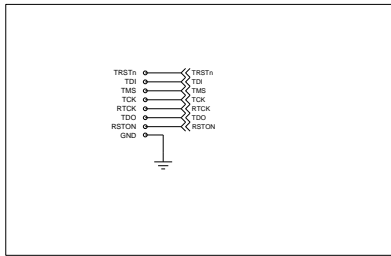 TRSTn TRSTn
TDI TDI
TMS TMS
TCK TCK
RTCK RTCK
TDO TDO
RSTON RSTON
GND